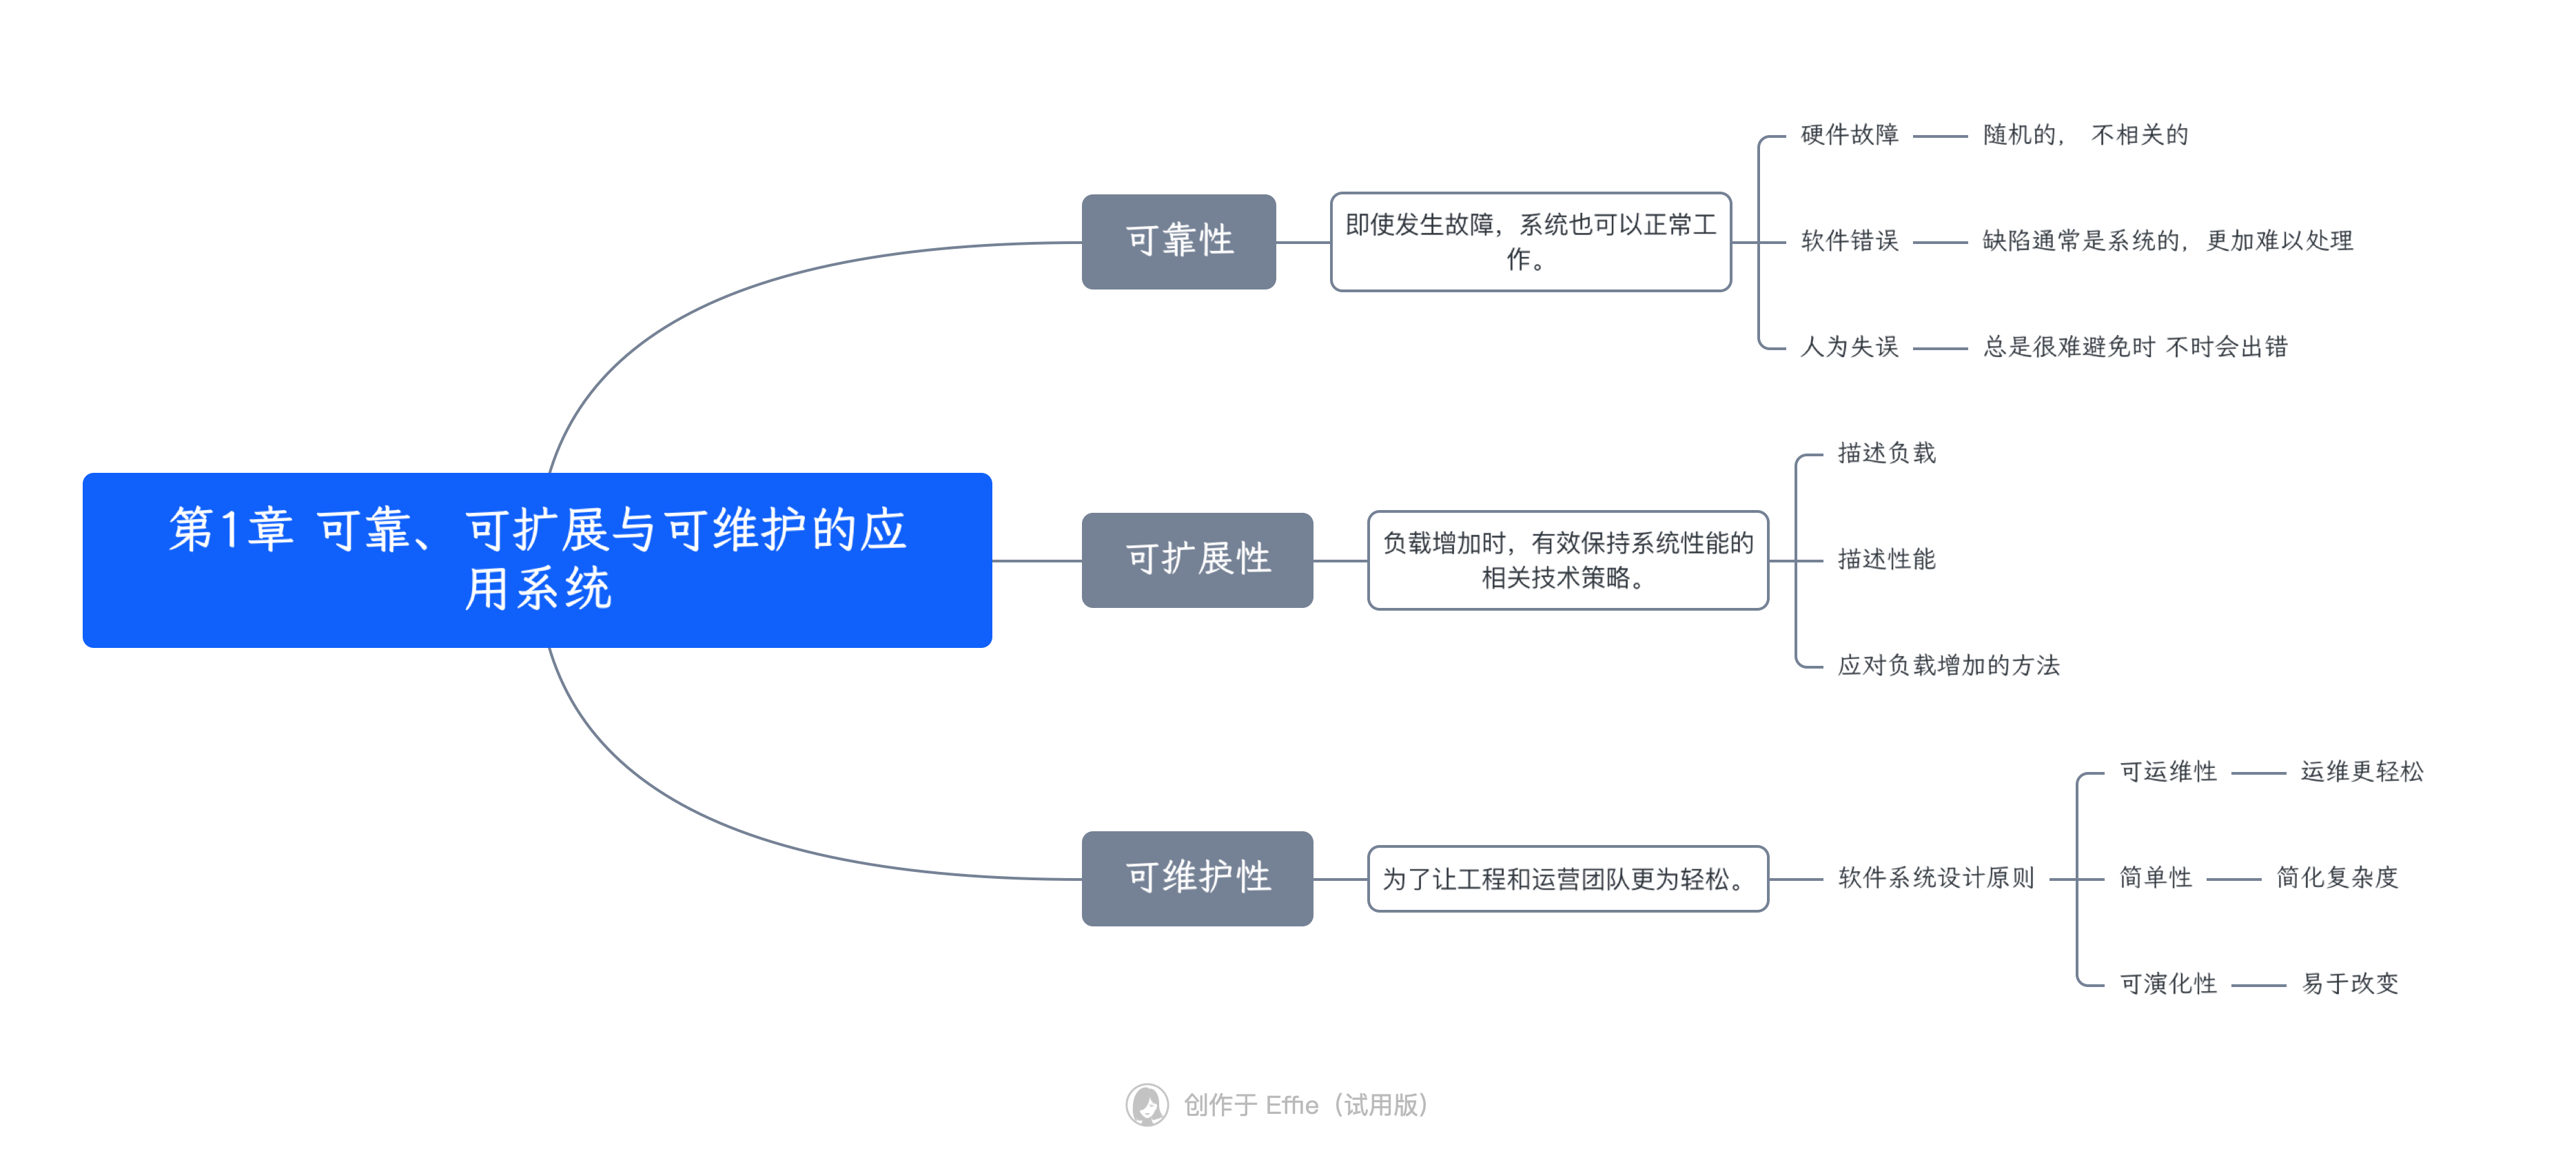 第1章 可靠、可扩展与可维护的应
用系统
可靠性
即使发生故障，系统也可以正常工
作。
硬件故障
随机的， 不相关的
软件错误
缺陷通常是系统的，更加难以处理
人为失误
总是很难避免时 不时会出错
可扩展性
负载增加时，有效保持系统性能的
相关技术策略。
描述负载
描述性能
应对负载增加的方法
可维护性
为了让工程和运营团队更为轻松。
软件系统设计原则
可运维性
运维更轻松
简单性
简化复杂度
可演化性
易于改变
创作于 Effie（试用版）